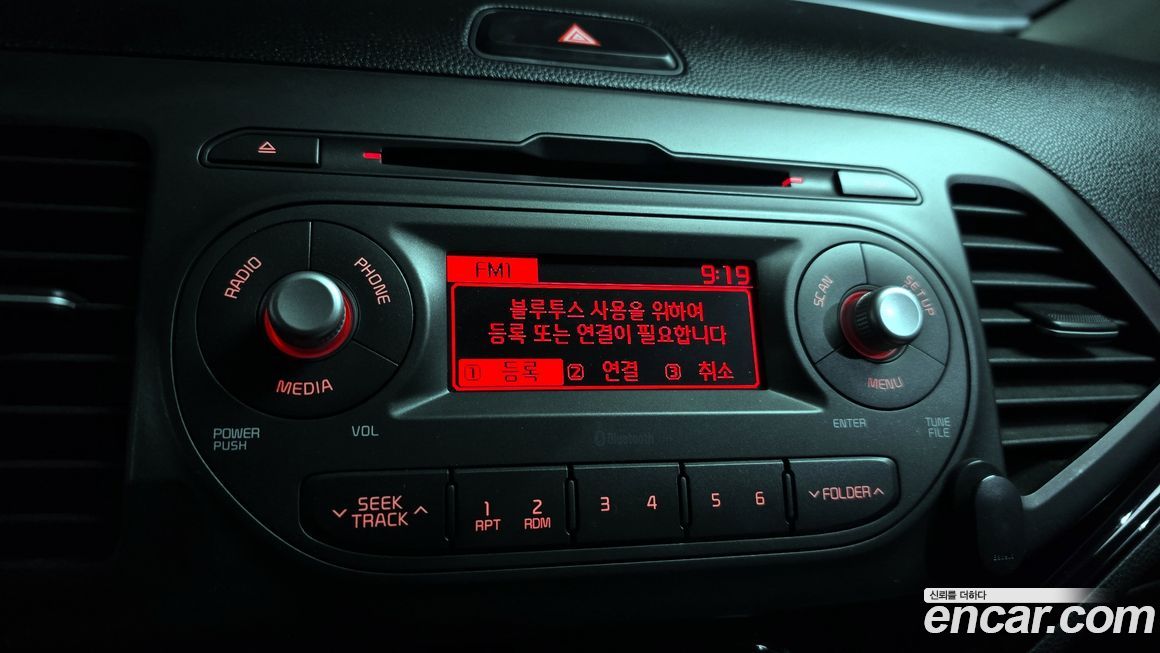 RADIO
PHONE
MEDIA
POWER
PUSH
VOL
FM1 9:19
블루투스 사용을 위하여
등록 또는 연결이 필요합니다
1 등록 2 연결 3 취소
Bluetooth
SCAN
SET UP
MENU
ENTER
TUNE
FILE
SEEK
TRACK
1 2
RPT RDM
3 4
5 6
FOLDER
신뢰를 더하다
encar.com